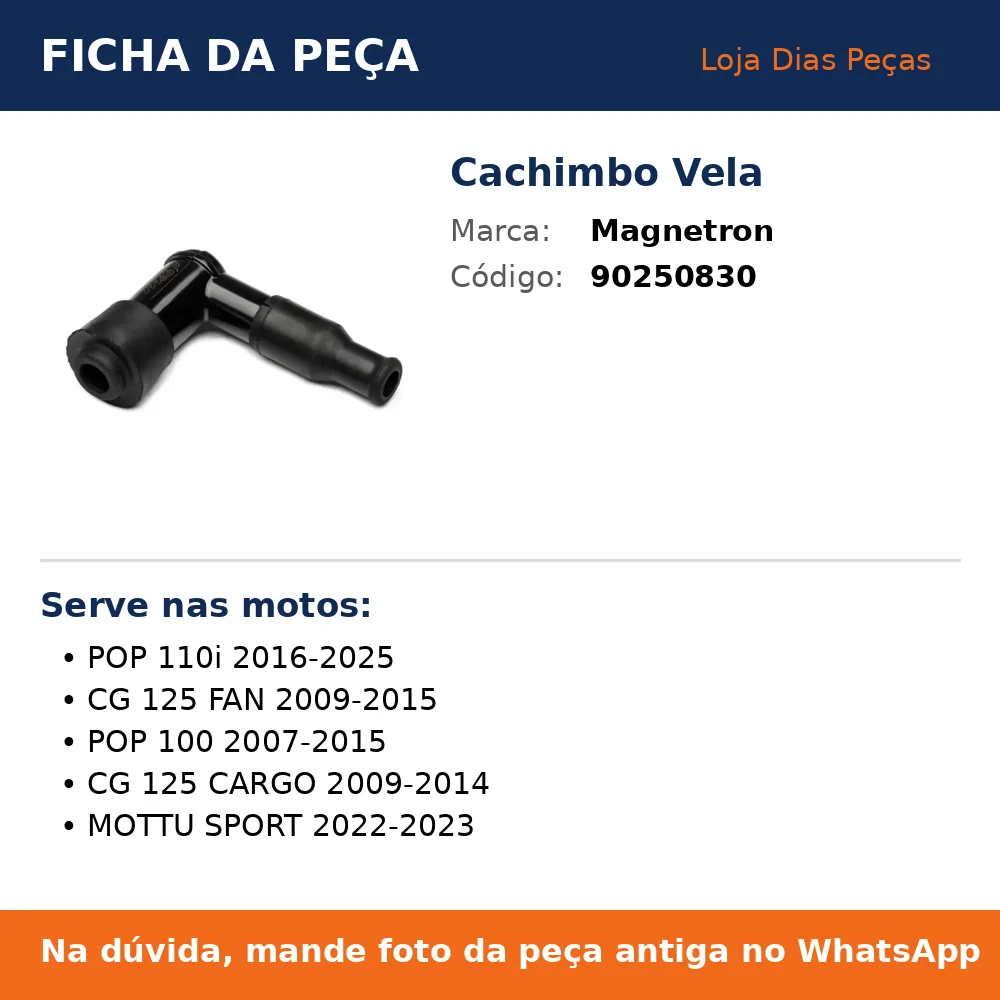 FICHA DA PEÇA
Loja Dias Peças
Cachimbo Vela
Marca: Magnetron
Código: 90250830
Serve nas motos:
• POP 110i 2016-2025
• CG 125 FAN 2009-2015
• POP 100 2007-2015
• CG 125 CARGO 2009-2014
• MOTTU SPORT 2022-2023
Na dúvida, mande foto da peça antiga no WhatsApp